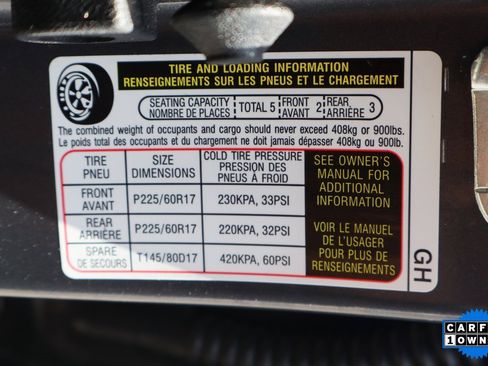 TIRE AND LOADING INFORMATION
RENSEIGNEMENTS SUR LES PNEUS ET LE CHARGEMENT
SEATING CAPACITY
NOMBRE DE PLACES
TOTAL 5
FRONT
AVANT
2
REAR
ARRIÈRE
3
The combined weight of occupants and cargo should never exceed 408kg or 900lbs.
Le poids total des occupants et du chargement ne doit jamais dépasser 408kg ou 900lb.
TIRE
PNEU
SIZE
DIMENSIONS
COLD TIRE PRESSURE
PRESSION DES
PNEUS À FROID
FRONT
AVANT
P225/60R17
230KPA, 33PSI
REAR
ARRIÈRE
P225/60R17
220KPA, 32PSI
SPARE
DE SECOURS
T145/80D17
420KPA, 60PSI
SEE OWNER'S
MANUAL FOR
ADDITIONAL
INFORMATION
VOIR LE MANUEL
DE L'USAGER
POUR PLUS DE
RENSEIGNEMENTS
GH
CARF
1 OWN